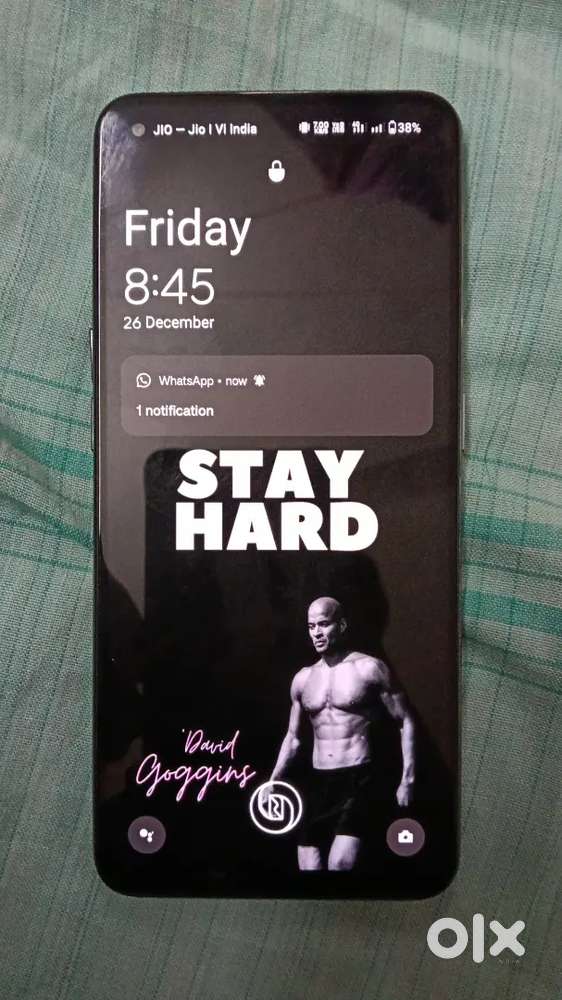 JIO — Jio | VI India
38%
Friday
8:45
26 December
WhatsApp • now
1 notification
STAY
HARD
'David
Goggins
olx
INDIA